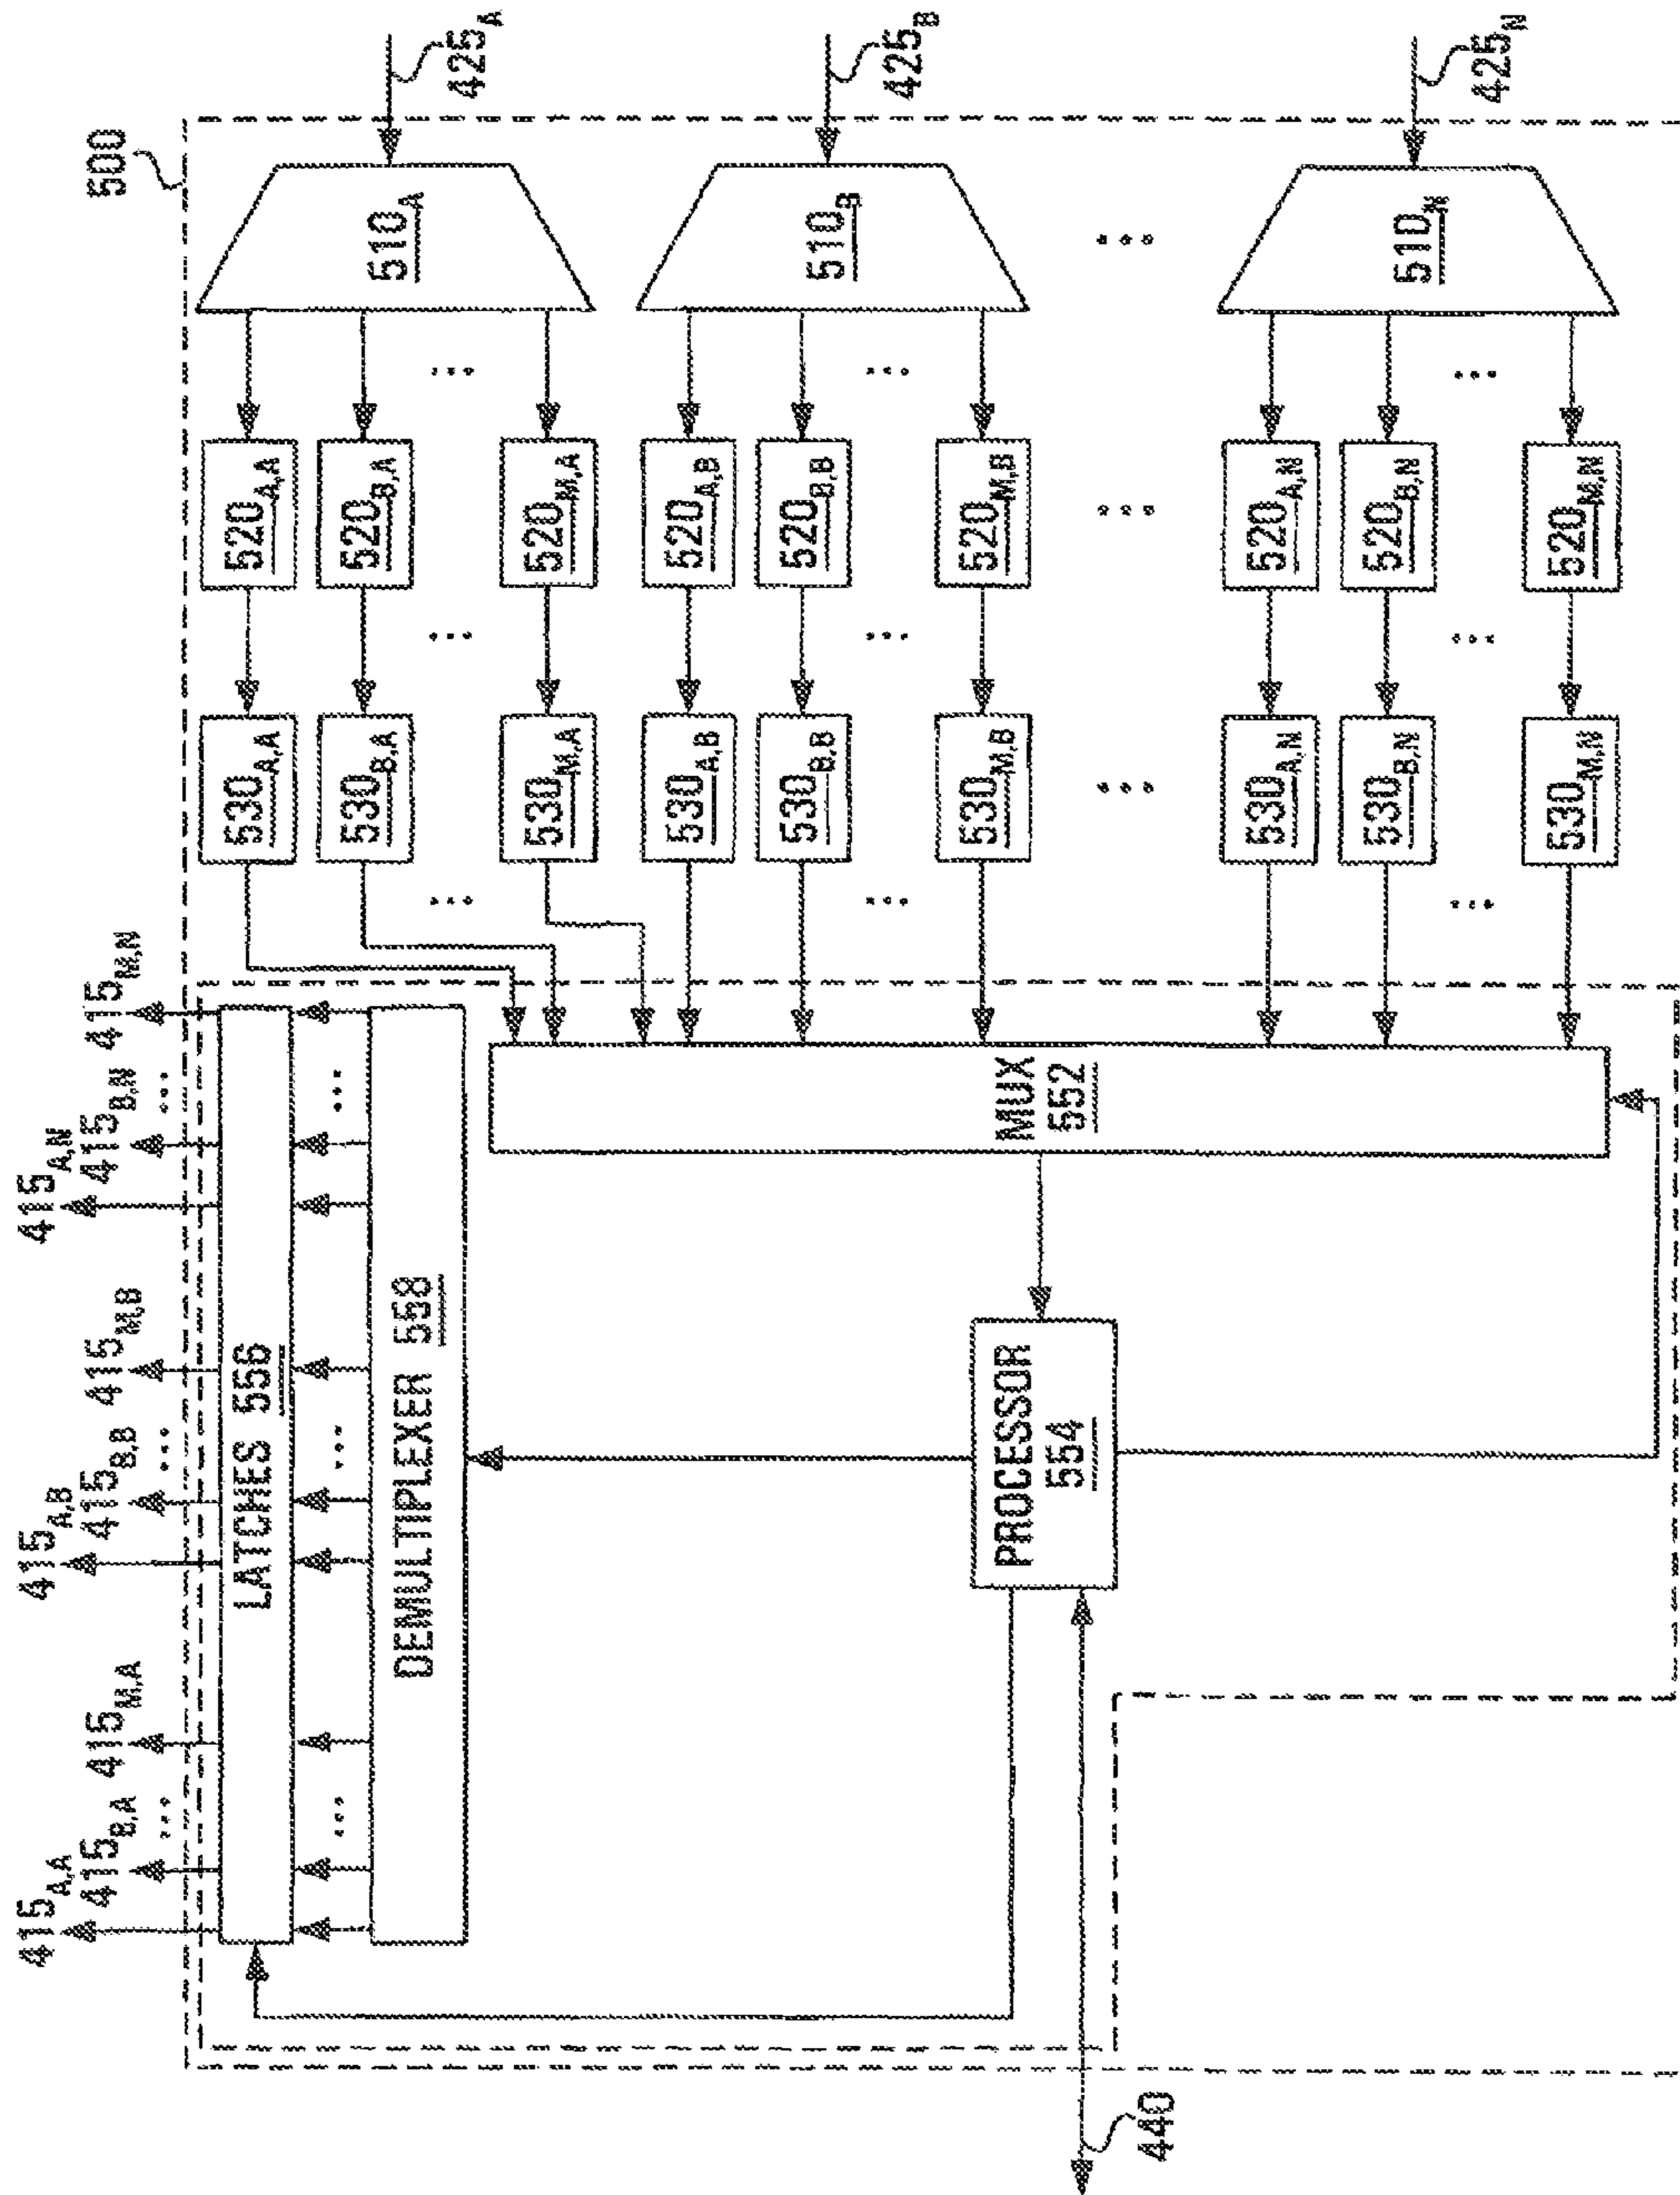 500
415A,A
415B,A
...
415M,A
415A,B
415B,B
...
415M,B
415A,N
415B,N
...
415M,N
LATCHES 556
... ... ...
DEMULTIPLEXER 558
PROCESSOR
554
440
MUX
552
530A,A
530B,A
...
530M,A
530A,B
530B,B
...
530M,B
...
530A,N
530B,N
...
530M,N
520A,A
520B,A
...
520M,A
520A,B
520B,B
...
520M,B
...
520A,N
520B,N
...
520M,N
510A
510B
...
510N
425A
425B
425N